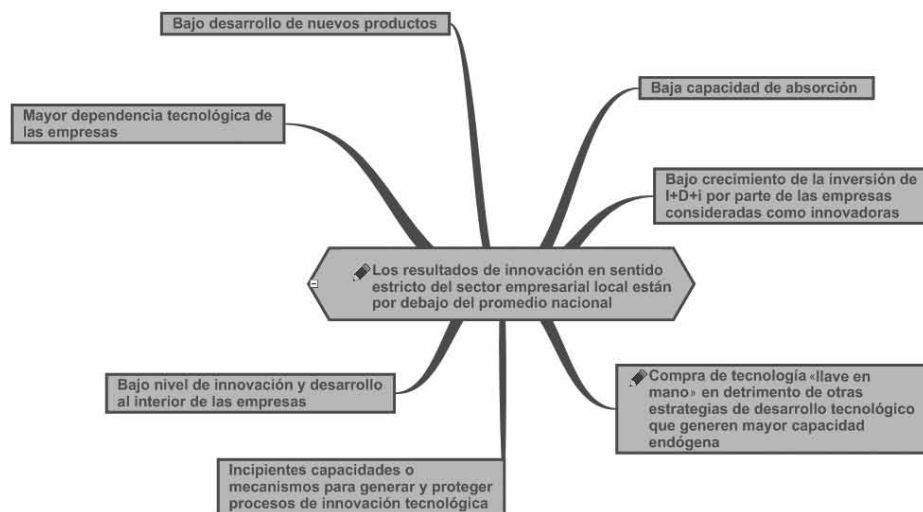 Bajo desarrollo de nuevos productos
Mayor dependencia tecnológica de
las empresas
Baja capacidad de absorción
Bajo crecimiento de la inversión de
I+D+i por parte de las empresas
consideradas como innovadoras
Los resultados de innovación en sentido
estricto del sector empresarial local están
por debajo del promedio nacional
Bajo nivel de innovación y desarrollo
al interior de las empresas
Compra de tecnología «llave en
mano» en detrimento de otras
estrategias de desarrollo tecnológico
que generen mayor capacidad
endógena
Incipientes capacidades o
mecanismos para generar y proteger
procesos de innovación tecnológica